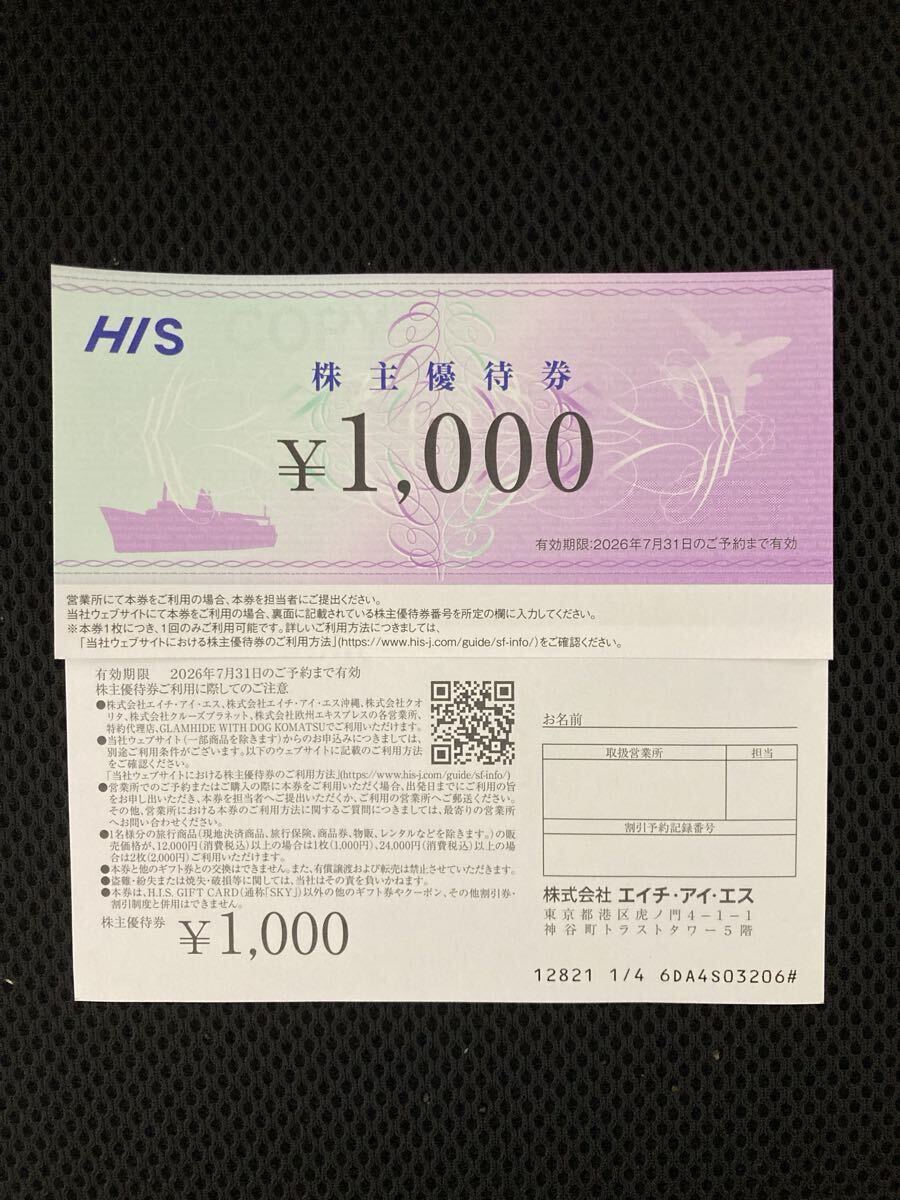 HIS
COPY
株主優待券
¥1,000
有効期限:2026年7月31日のご予約まで有効
営業所にて本券をご利用の場合、本券を担当者にご提出ください。
当社ウェブサイトにて本券をご利用の場合、裏面に記載されている株主優待券番号を所定の欄に入力してください。
※本券1枚につき、1回のみご利用可能です。詳しいご利用方法につきましては、
「当社ウェブサイトにおける株主優待券のご利用方法」(https://www.his-j.com/guide/sf-info/)をご確認ください。
有効期限 2026年7月31日のご予約まで有効
株主優待券ご利用に際してのご注意
●株式会社エイチ・アイ・エス、株式会社エイチ・アイ・エス沖縄、株式会社クオ
リタ、株式会社クルーズプラネット、株式会社欧州エキスプレスの各営業所、
特約代理店、GLAMHIDE WITH DOG KOMATSUでご利用いただけます。
●当社ウェブサイト(一部商品を除きます)からのお申込みにつきましては、
別途ご利用条件がございます。以下のウェブサイトに記載のご利用方法
をご確認ください。
「当社ウェブサイトにおける株主優待券のご利用方法」(https://www.his-j.com/guide/sf-info/)
●営業所でのご予約またはご購入の際に本券をご利用いただく場合、出発日までにご利用の旨
をお申し出いただき、本券を担当者へご提出いただくか、ご利用の営業所へご郵送ください。
その他、営業所における本券のご利用方法に関するご質問につきましては、最寄りの営業所
へお問い合わせください。
●1名様分の旅行商品(現地決済商品、旅行保険、商品券、物販、レンタルなどを除きます。)の販
売価格が、12,000円(消費税込)以上の場合は1枚(1,000円)、24,000円(消費税込)以上の場
合は2枚(2,000円)ご利用いただけます。
●本券と他のギフト券との交換はできません。また、有償譲渡および転売は禁止させていただきます。
●盗難・紛失または焼失・破損等に関しては、当社はその責を負いかねます。
●本券は、H.I.S. GIFT CARD(通称「SKY」)以外の他のギフト券やクーポン、その他割引券・
割引制度と併用はできません。
株主優待券 ¥1,000
お名前
取扱営業所 担当
割引予約記録番号
株式会社 エイチ・アイ・エス
東京都港区虎ノ門4-1-1
神谷町トラストタワー5階
12821 1/4 6DA4S03206#